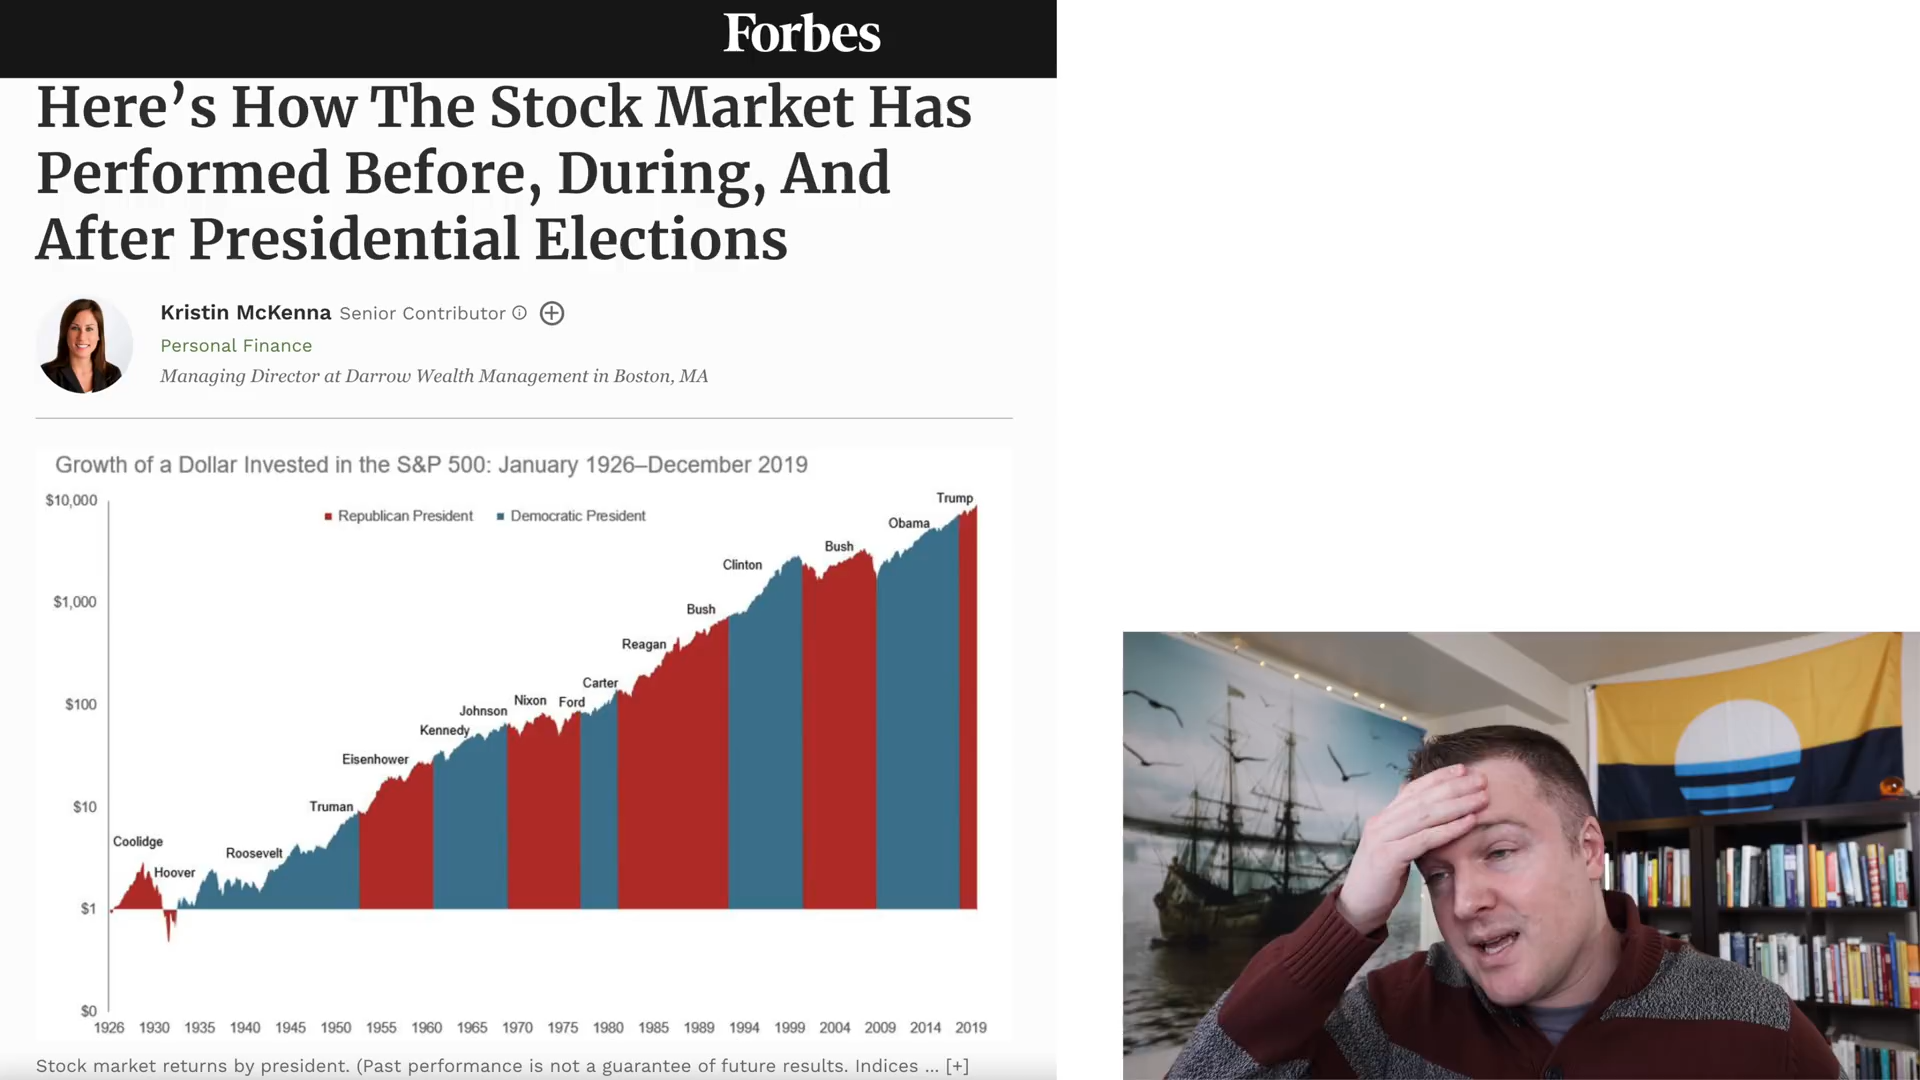 Forbes
Here’s How The Stock Market Has
Performed Before, During, And
After Presidential Elections
Kristin McKenna Senior Contributor
Personal Finance
Managing Director at Darrow Wealth Management in Boston, MA
Growth of a Dollar Invested in the S&P 500: January 1926–December 2019
$10,000
Republican President
Democratic President
Trump
Obama
Bush
Clinton
$1,000
Bush
Reagan
Carter
$100
Nixon
Ford
Johnson
Kennedy
Eisenhower
$10
Truman
Coolidge
Roosevelt
Hoover
$1
$0
1926 1930 1935 1940 1945 1950 1955 1960 1965 1970 1975 1980 1985 1989 1994 1999 2004 2009 2014 2019
Stock market returns by president. (Past performance is not a guarantee of future results. Indices ... [+]